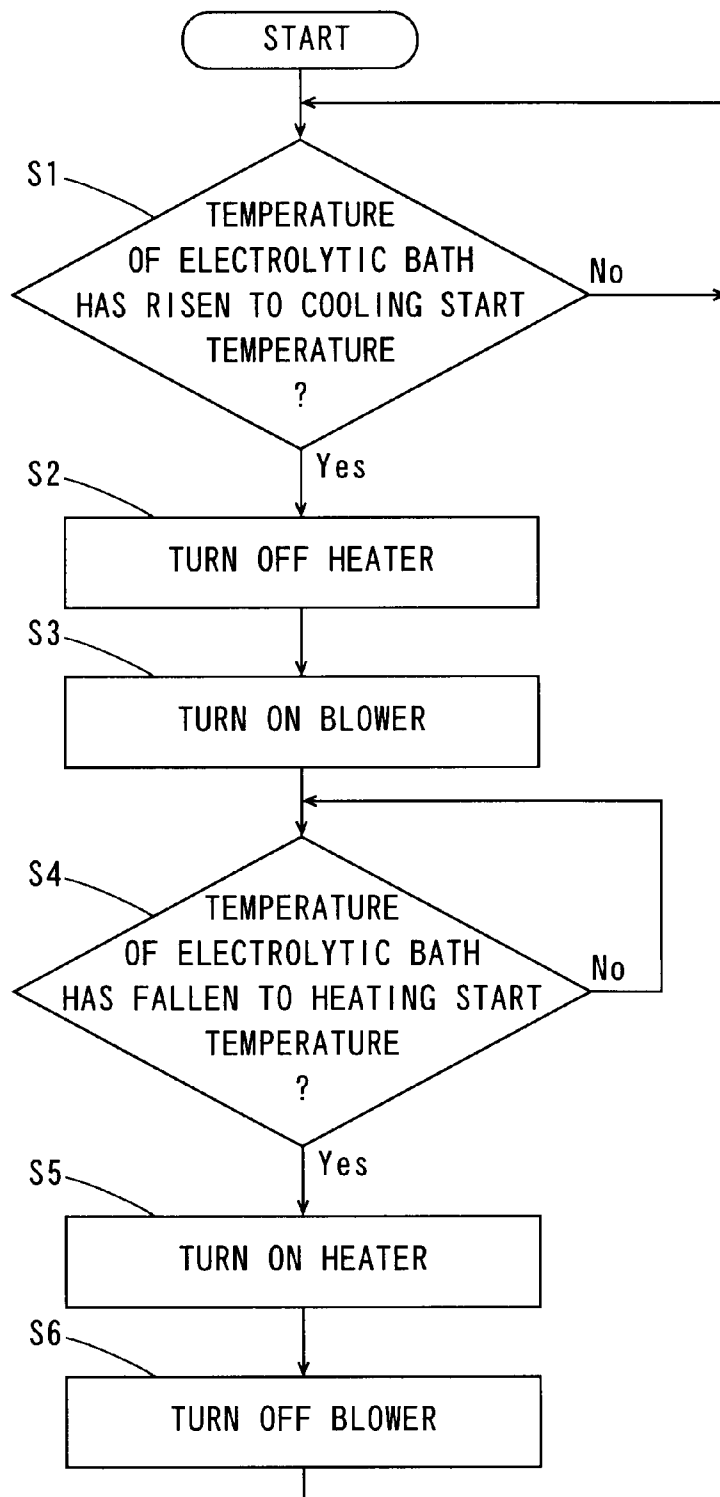 START
S1
TEMPERATURE
OF ELECTROLYTIC BATH
HAS RISEN TO COOLING START
TEMPERATURE
?
No
Yes
S2
TURN OFF HEATER
S3
TURN ON BLOWER
S4
TEMPERATURE
OF ELECTROLYTIC BATH
HAS FALLEN TO HEATING START
TEMPERATURE
?
No
Yes
S5
TURN ON HEATER
S6
TURN OFF BLOWER